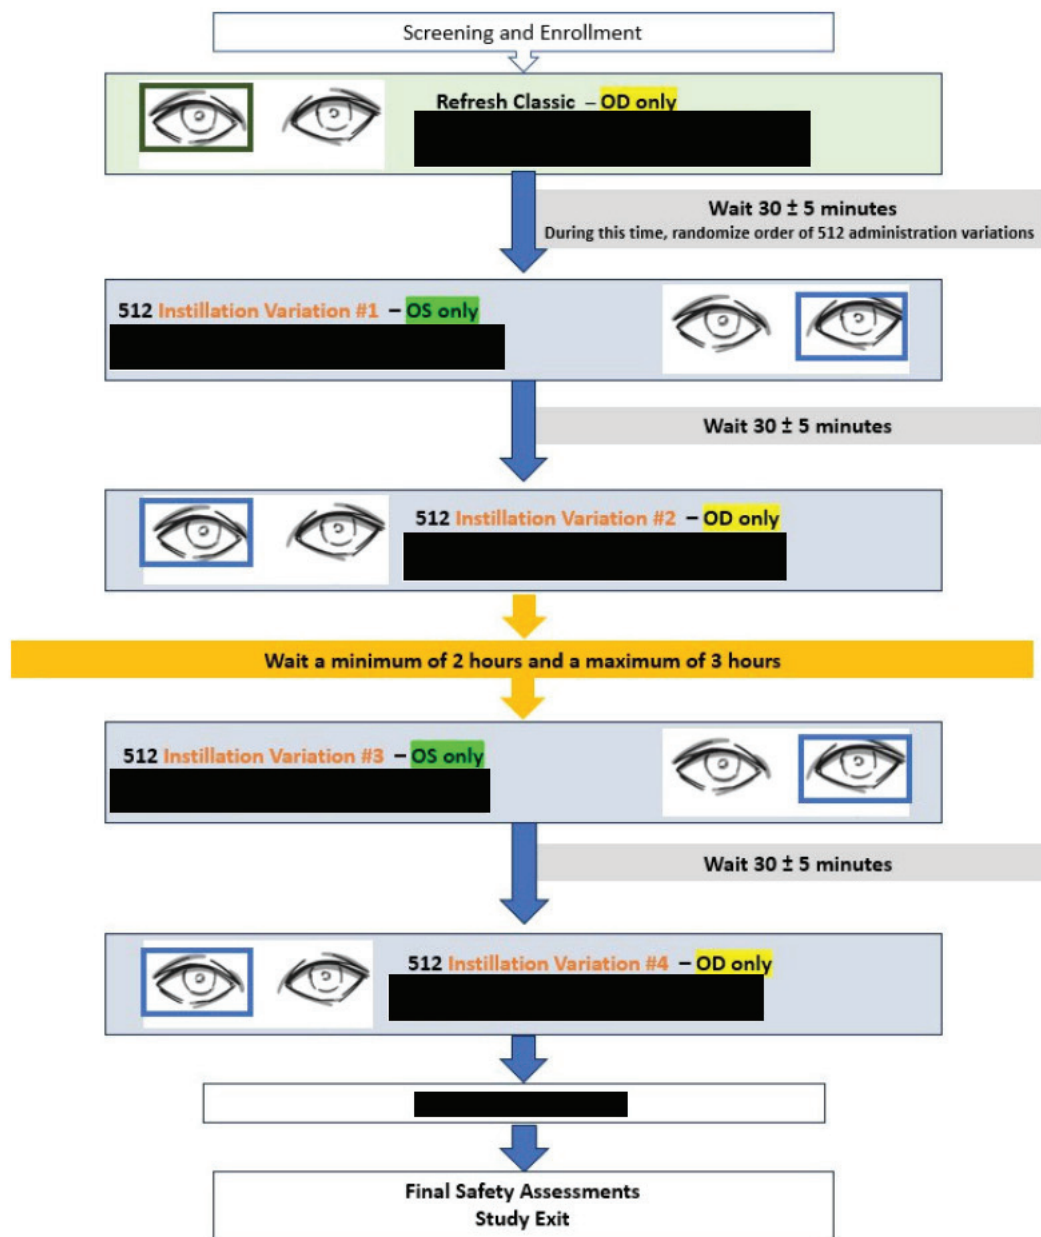 Screening and Enrollment
Refresh Classic – OD only
Wait 30 ± 5 minutes
During this time, randomize order of 512 administration variations
512 Instillation Variation #1 – OS only
Wait 30 ± 5 minutes
512 Instillation Variation #2 – OD only
Wait a minimum of 2 hours and a maximum of 3 hours
512 Instillation Variation #3 – OS only
Wait 30 ± 5 minutes
512 Instillation Variation #4 – OD only
Final Safety Assessments
Study Exit